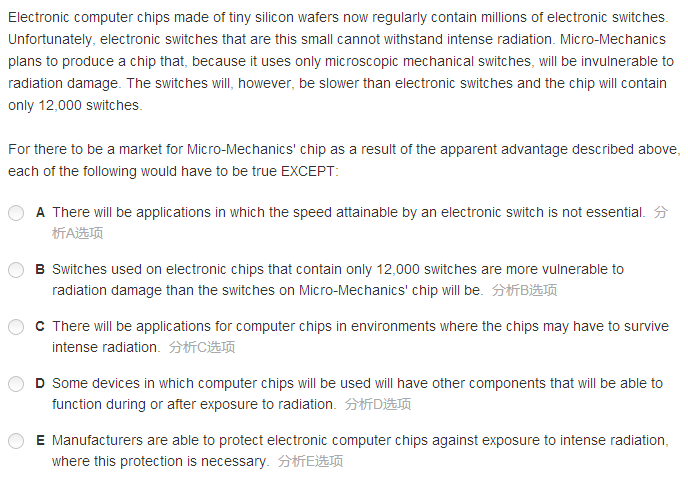 Electronic computer chips made of tiny silicon wafers now regularly contain millions of electronic switches.
Unfortunately, electronic switches that are this small cannot withstand intense radiation. Micro-Mechanics
plans to produce a chip that, because it uses only microscopic mechanical switches, will be invulnerable to
radiation damage. The switches will, however, be slower than electronic switches and the chip will contain
only 12,000 switches.
For there to be a market for Micro-Mechanics' chip as a result of the apparent advantage described above,
each of the following would have to be true EXCEPT:
A There will be applications in which the speed attainable by an electronic switch is not essential. 分
析A选项
B Switches used on electronic chips that contain only 12,000 switches are more vulnerable to
radiation damage than the switches on Micro-Mechanics' chip will be. 分析B选项
C There will be applications for computer chips in environments where the chips may have to survive
intense radiation. 分析C选项
D Some devices in which computer chips will be used will have other components that will be able to
function during or after exposure to radiation. 分析D选项
E Manufacturers are able to protect electronic computer chips against exposure to intense radiation,
where this protection is necessary. 分析E选项